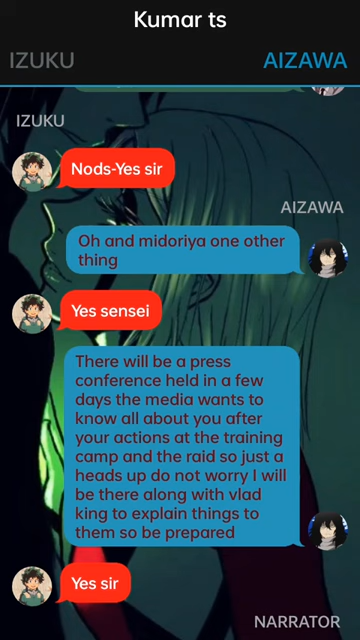 Kumar ts
IZUKU AIZAWA
IZUKU
Nods-Yes sir
AIZAWA
Oh and midoriya one other
thing
Yes sensei
There will be a press
conference held in a few
days the media wants to
know all about you after
your actions at the training
camp and the raid so just a
heads up do not worry I will
be there along with vlad
king to explain things to
them so be prepared
Yes sir
NARRATOR